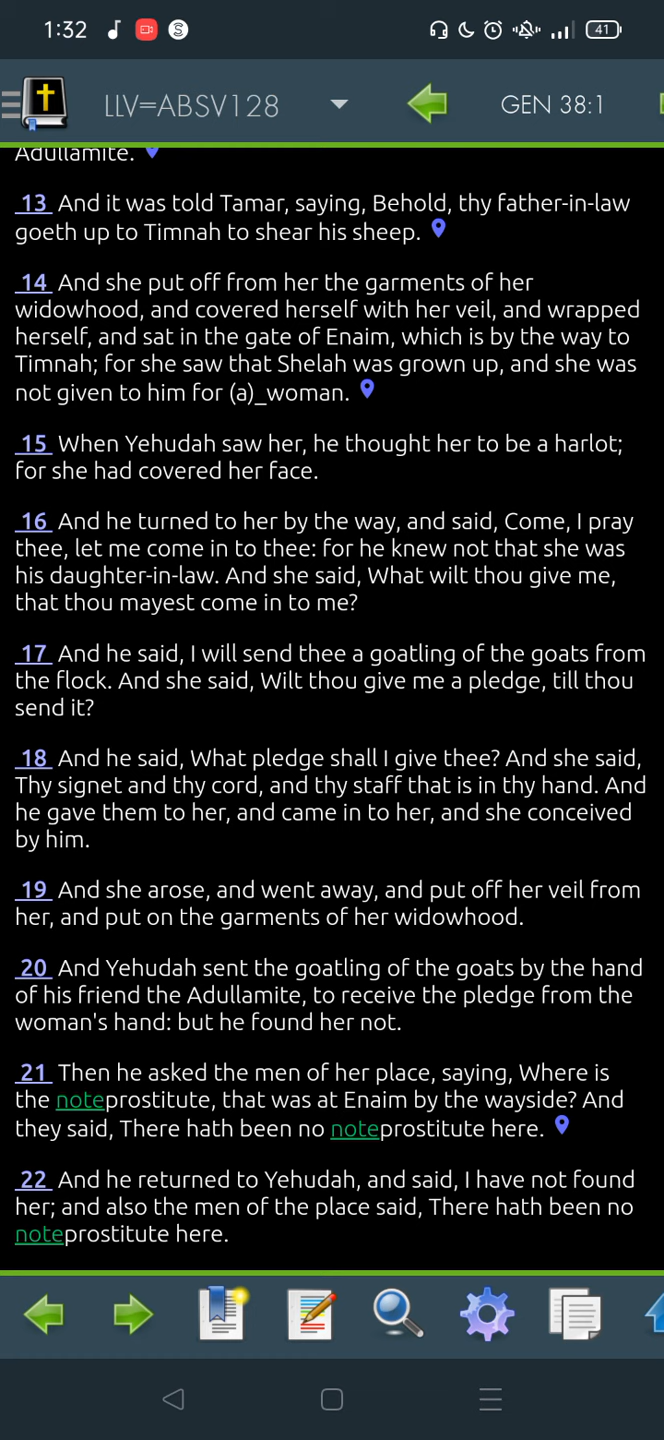 1:32
41
LLV=ABSV128
GEN 38:1
Adullamite.
13 And it was told Tamar, saying, Behold, thy father-in-law
goeth up to Timnah to shear his sheep.
14 And she put off from her the garments of her
widowhood, and covered herself with her veil, and wrapped
herself, and sat in the gate of Enaim, which is by the way to
Timnah; for she saw that Shelah was grown up, and she was
not given to him for (a)_woman.
15 When Yehudah saw her, he thought her to be a harlot;
for she had covered her face.
16 And he turned to her by the way, and said, Come, I pray
thee, let me come in to thee: for he knew not that she was
his daughter-in-law. And she said, What wilt thou give me,
that thou mayest come in to me?
17 And he said, I will send thee a goatling of the goats from
the flock. And she said, Wilt thou give me a pledge, till thou
send it?
18 And he said, What pledge shall I give thee? And she said,
Thy signet and thy cord, and thy staff that is in thy hand. And
he gave them to her, and came in to her, and she conceived
by him.
19 And she arose, and went away, and put off her veil from
her, and put on the garments of her widowhood.
20 And Yehudah sent the goatling of the goats by the hand
of his friend the Adullamite, to receive the pledge from the
woman's hand: but he found her not.
21 Then he asked the men of her place, saying, Where is
the noteprostitute, that was at Enaim by the wayside? And
they said, There hath been no noteprostitute here.
22 And he returned to Yehudah, and said, I have not found
her; and also the men of the place said, There hath been no
noteprostitute here.